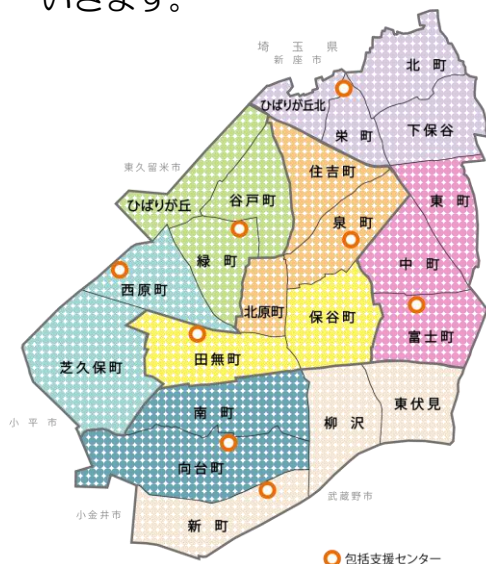 いきます。
埼玉県
新座市
北町
ひばりが丘北
下保谷
栄町
住吉町
東久留米市
東町
谷戸町
ひばりが丘
泉町
緑町
中町
西原町
北原町
保谷町
富士町
田無町
芝久保町
東伏見
南町
柳沢
小平市
向台町
武蔵野市
小金井市
新町
包括支援センター